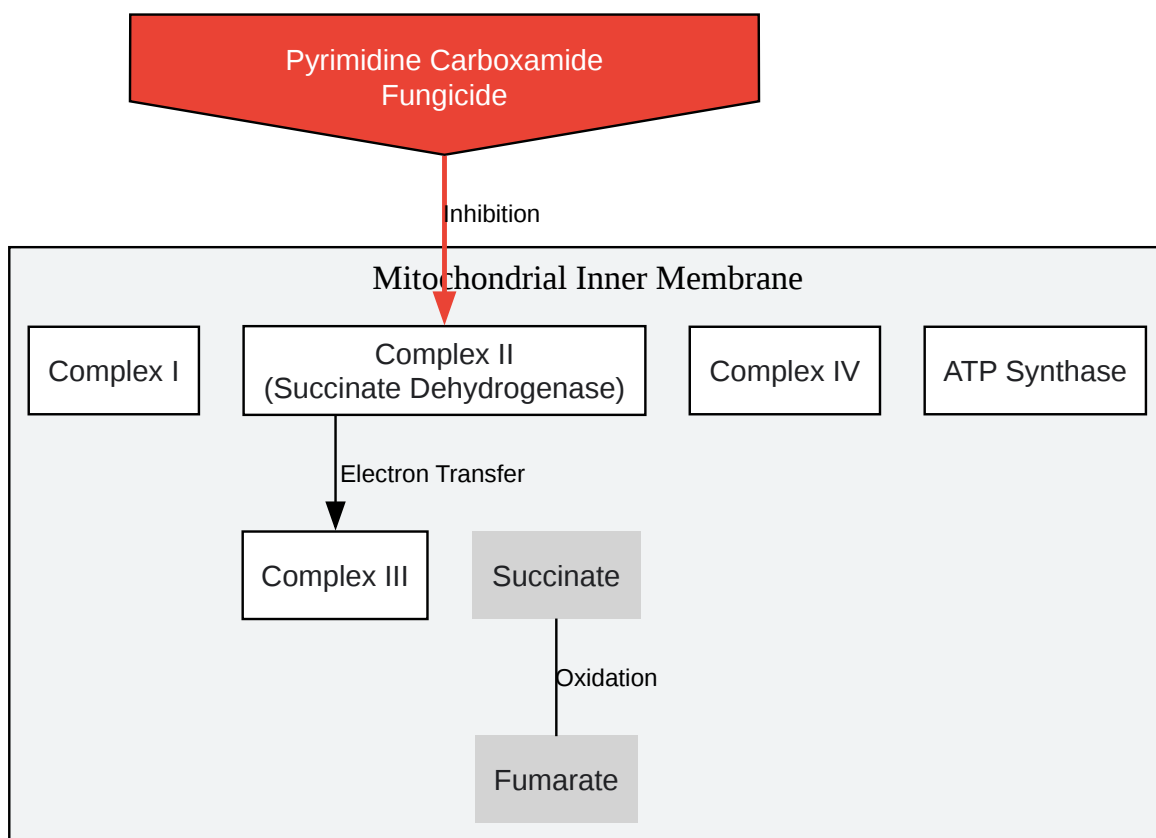 Pyrimidine Carboxamide
Fungicide
Inhibition
Mitochondrial Inner Membrane
Complex I
Complex II
(Succinate Dehydrogenase)
Complex IV
ATP Synthase
Electron Transfer
Complex III
Succinate
Oxidation
Fumarate